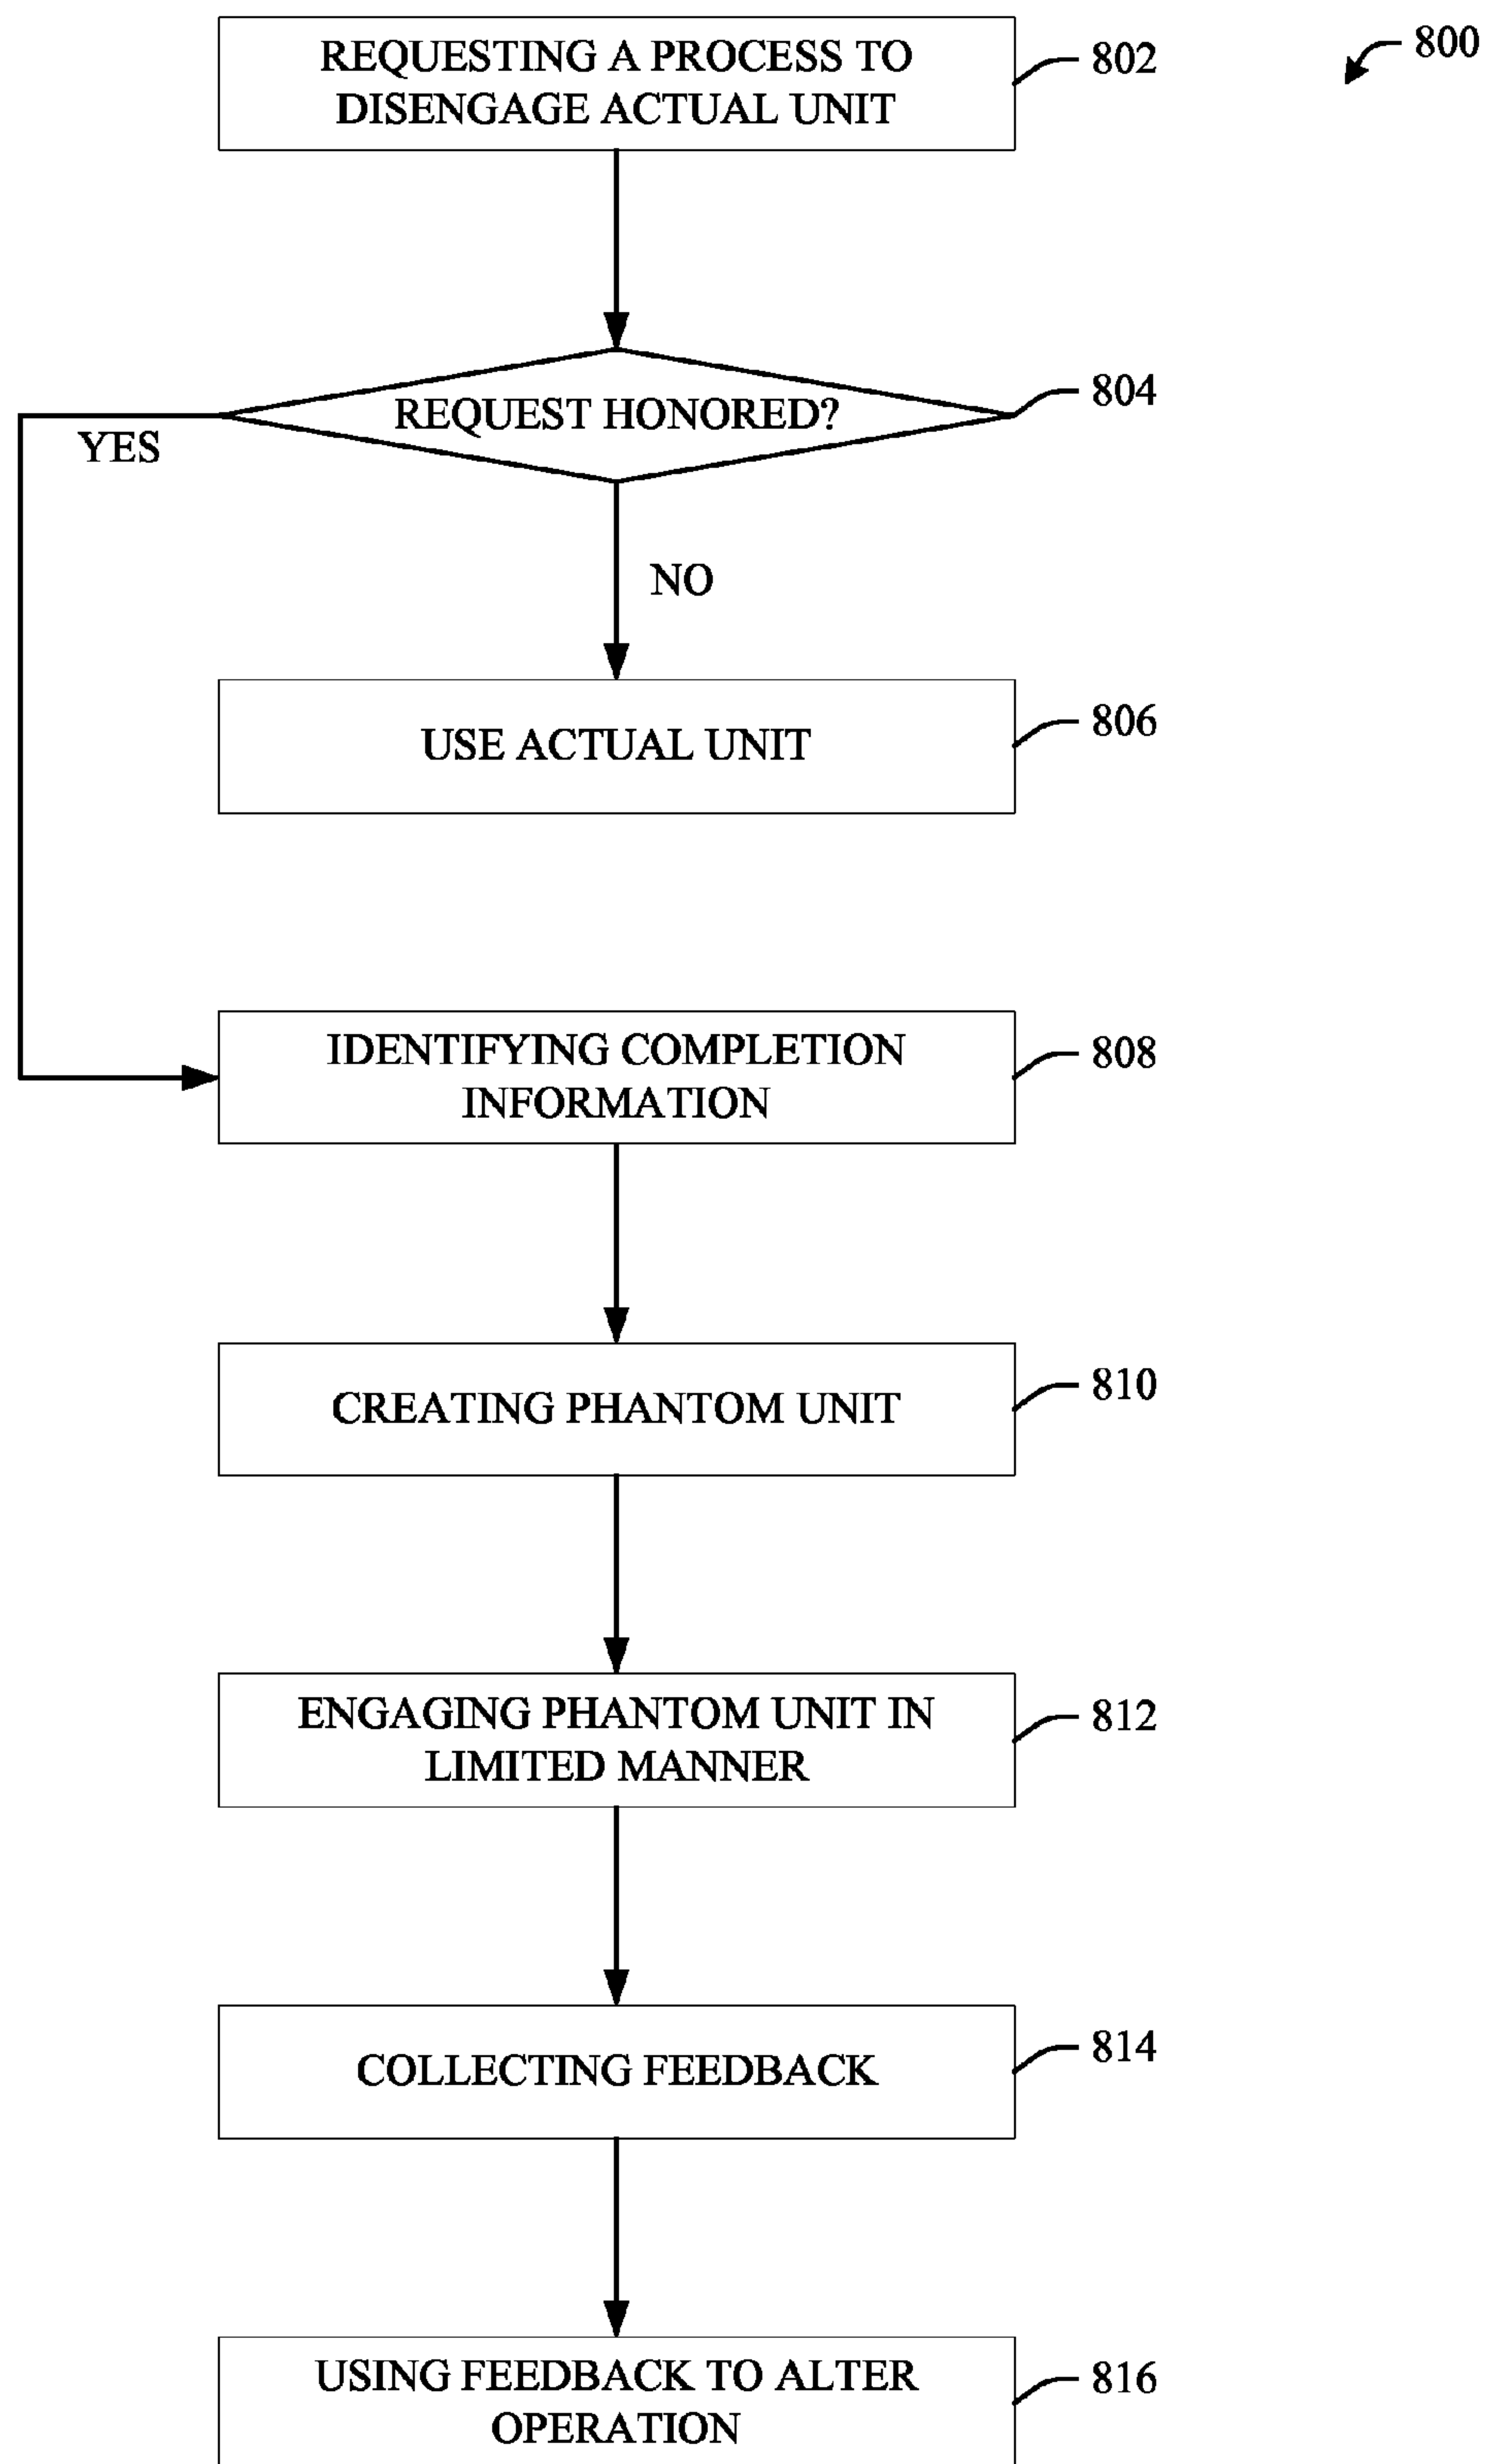 800
REQUESTING A PROCESS TO
DISENGAGE ACTUAL UNIT
802
REQUEST HONORED?
804
YES
NO
USE ACTUAL UNIT
806
IDENTIFYING COMPLETION
INFORMATION
808
CREATING PHANTOM UNIT
810
ENGAGING PHANTOM UNIT IN
LIMITED MANNER
812
COLLECTING FEEDBACK
814
USING FEEDBACK TO ALTER
OPERATION
816